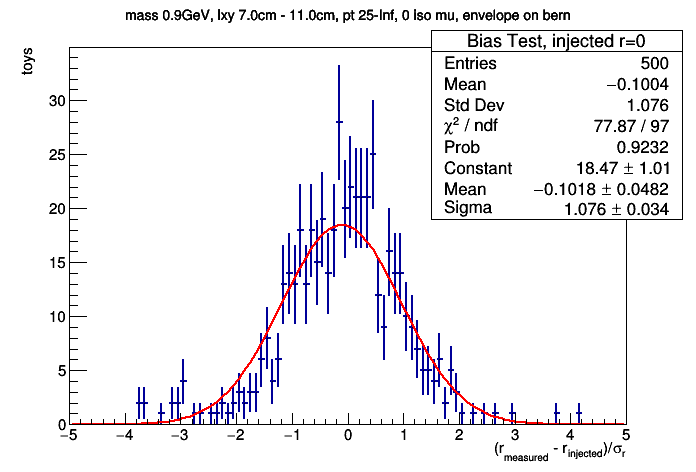 mass 0.9GeV, lxy 7.0cm - 11.0cm, pt 25-Inf, 0 iso mu, envelope on bern
toys
Bias Test, injected r=0
Entries 500
Mean −0.1004
Std Dev 1.076
χ² / ndf 77.87 / 97
Prob 0.9232
Constant 18.47 ± 1.01
Mean −0.1018 ± 0.0482
Sigma 1.076 ± 0.034
30
25
20
15
10
5
0
−5 −4 −3 −2 −1 0 1 2 3 4 5
(r_measured - r_injected)/σ_r